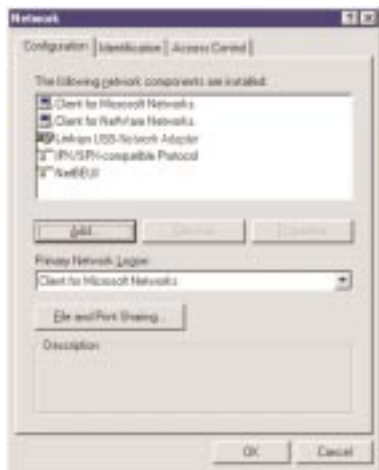 Network
Configuration Identification Access Control
The following network components are installed:
Client for Microsoft Networks
Client for NetWare Networks
USB Network Adapter
IPX/SPX-compatible Protocol
NetBEUI
Add...
Remove
Properties
Primary Network Logon:
Client for Microsoft Networks
File and Print Sharing...
Description
OK Cancel